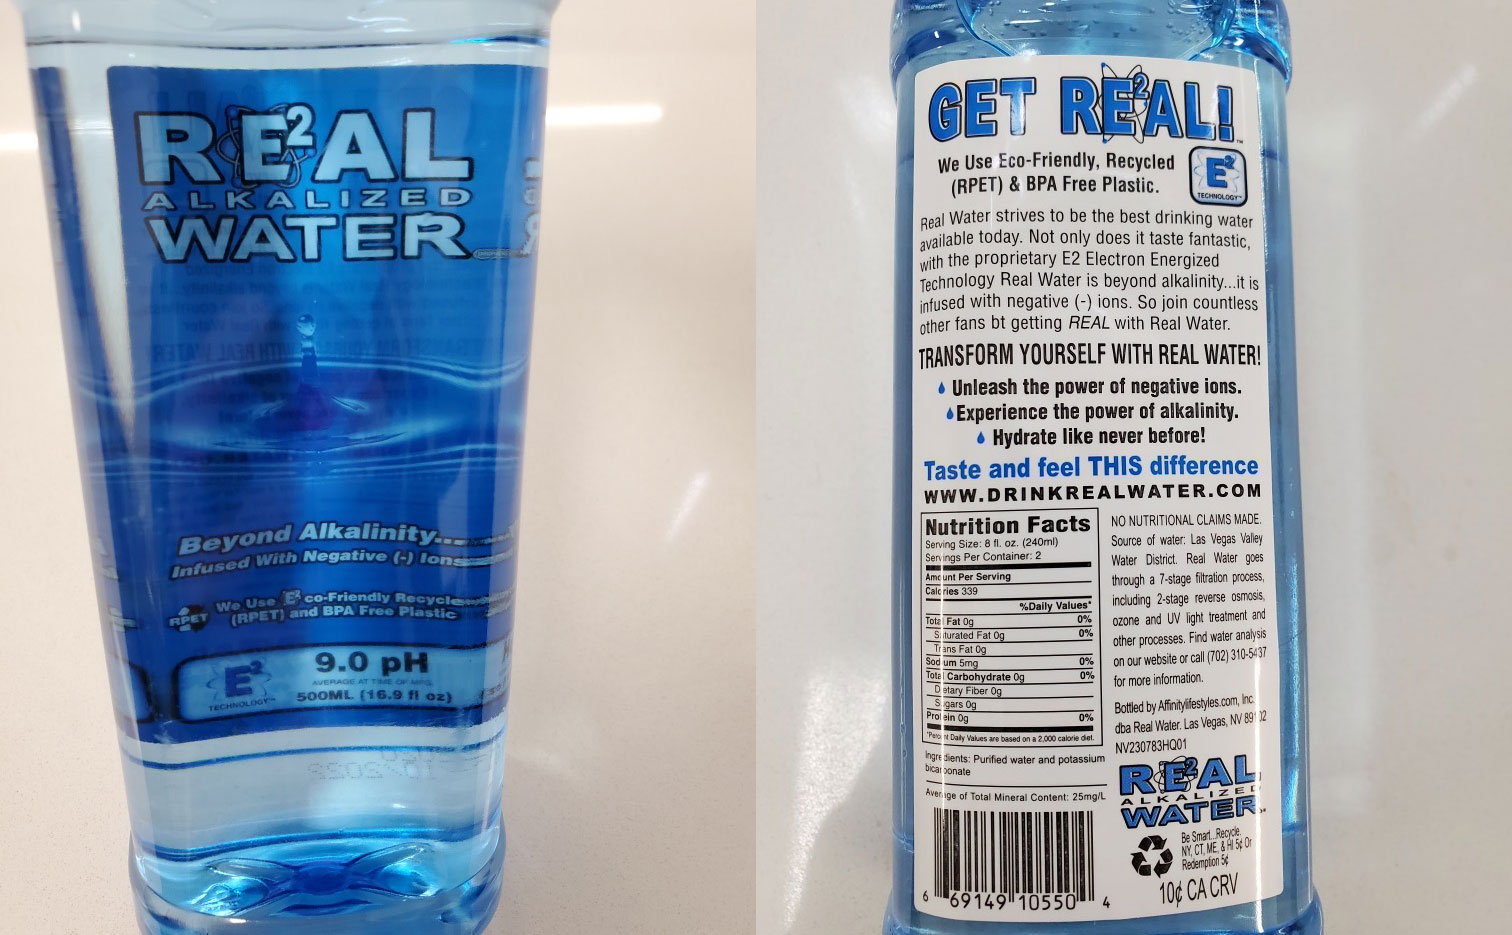 RE²AL
ALKALIZED
WATER
Beyond Alkalinity...
Infused With Negative (-) Ions
RPET
We Use E² co-Friendly Recycle
(RPET) and BPA Free Plastic
E²
TECHNOLOGY™
9.0 pH
AVERAGE AT TIME OF MFG.
500ML (16.9 fl oz)
GET RE²AL!™
We Use Eco-Friendly, Recycled
(RPET) & BPA Free Plastic.
E²
TECHNOLOGY™
Real Water strives to be the best drinking water
available today. Not only does it taste fantastic,
with the proprietary E2 Electron Energized
Technology Real Water is beyond alkalinity...it is
infused with negative (-) ions. So join countless
other fans bt getting REAL with Real Water.
TRANSFORM YOURSELF WITH REAL WATER!
Unleash the power of negative ions.
Experience the power of alkalinity.
Hydrate like never before!
Taste and feel THIS difference
WWW.DRINKREALWATER.COM
Nutrition Facts
Serving Size: 8 fl. oz. (240ml)
Servings Per Container: 2
Amount Per Serving
Calories 339
%Daily Values*
Total Fat 0g 0%
Saturated Fat 0g 0%
Trans Fat 0g
Sodium 5mg 0%
Total Carbohydrate 0g 0%
Dietary Fiber 0g
Sugars 0g
Protein 0g 0%
*Percent Daily Values are based on a 2,000 calorie diet.
Ingredients: Purified water and potassium
bicarbonate
Average of Total Mineral Content: 25mg/L
6 69149 10550 4
NO NUTRITIONAL CLAIMS MADE.
Source of water: Las Vegas Valley
Water District. Real Water goes
through a 7-stage filtration process,
including 2-stage reverse osmosis,
ozone and UV light treatment and
other processes. Find water analysis
on our website or call (702) 310-5437
for more information.
Bottled by Affinitylifestyles.com, Inc.
dba Real Water. Las Vegas, NV 89102
NV230783HQ01
RE²AL
ALKALIZED
WATER™
Be Smart...Recycle.
NY, CT, ME, & HI 5¢ Or
Redemption 5¢
10¢ CA CRV